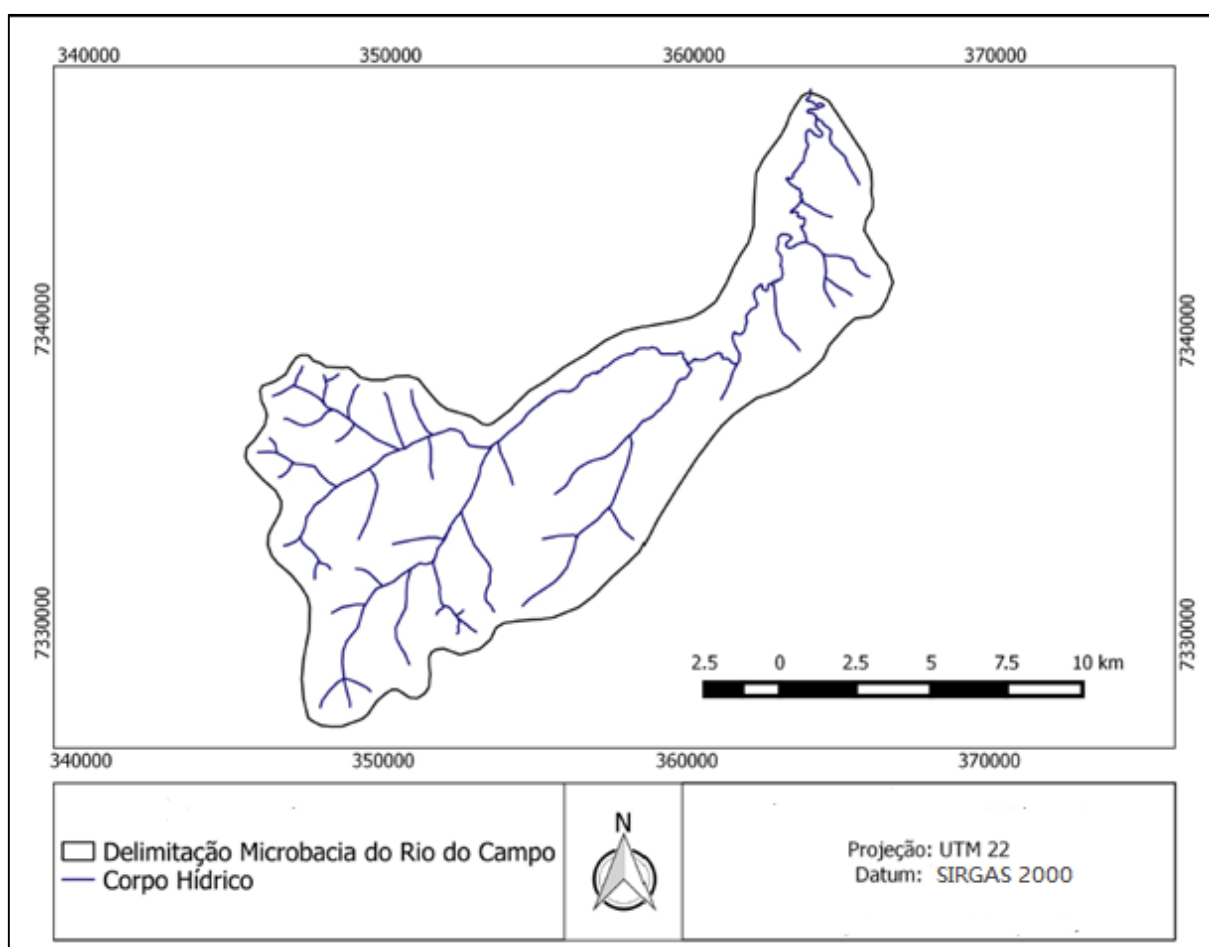 340000 350000 360000 370000
7340000 7340000
7330000 7330000
2.5 0 2.5 5 7.5 10 km
340000 350000 360000 370000
Delimitação Microbacia do Rio do Campo
Corpo Hídrico
N
Projeção: UTM 22
Datum: SIRGAS 2000